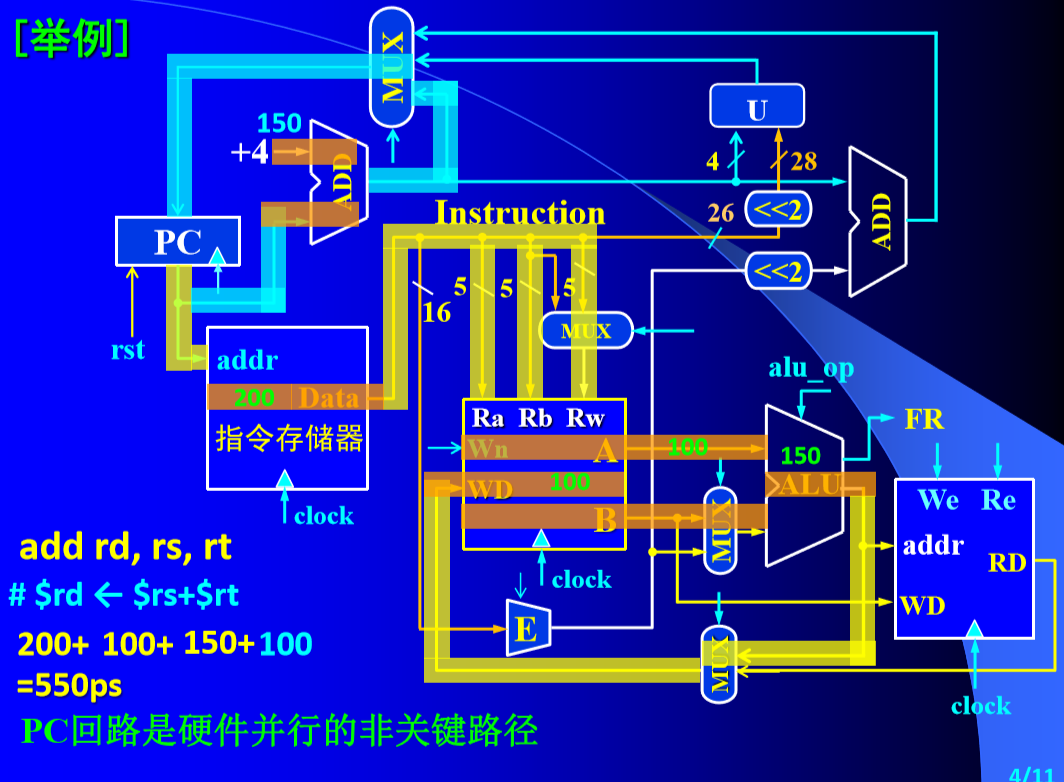 [举例]
MUX
150
+4
ADD
U
4
28
<<2
26
ADD
<<2
Instruction
PC
rst
16
5
5
5
MUX
addr
200
Data
指令存储器
clock
alu_op
FR
Ra Rb Rw
Wn
A
100
150
WD
100
ALU
B
MUX
clock
We Re
addr
RD
WD
clock
E
MUX
add rd, rs, rt
# $rd ← $rs+$rt
200+ 100+ 150+ 100
=550ps
PC回路是硬件并行的非关键路径
4/11